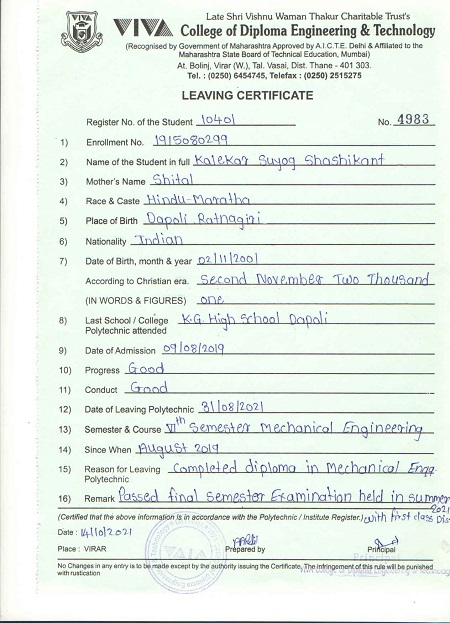 Late Shri Vishnu Waman Thakur Charitable Trust's
VIVA College of Diploma Engineering & Technology
(Recognised by Government of Maharashtra Approved by A.I.C.T.E. Delhi & Affiliated to the
Maharashtra State Board of Technical Education, Mumbai)
At. Bolinj, Virar (W.), Tal. Vasai, Dist. Thane - 401 303.
Tel. : (0250) 6454745, Telefax : (0250) 2515275
LEAVING CERTIFICATE
Register No. of the Student 10401 No. 4983
1) Enrollment No. 1915080299
2) Name of the Student in full Kalekar Suyog Shashikant
3) Mother's Name Shital
4) Race & Caste Hindu-Maratha
5) Place of Birth Dapoli Ratnagiri
6) Nationality Indian
7) Date of Birth, month & year 02/11/2001
According to Christian era. Second November Two Thousand
(IN WORDS & FIGURES) one
8) Last School / College K.G. High School Dapoli
Polytechnic attended
9) Date of Admission 09/08/2019
10) Progress Good
11) Conduct Good
12) Date of Leaving Polytechnic 31/08/2021
13) Semester & Course VIth Semester Mechanical Engineering
14) Since When August 2019
15) Reason for Leaving Completed diploma in Mechanical Engg.
Polytechnic
16) Remark Passed final semester Examination held in summer
2021
(Certified that the above information is in accordance with the Polytechnic / Institute Register.) with first class Dis
Date : 14/10/2021
Place : VIRAR Prepared by Principal
Principal
VIVA College of Diploma Engineering & Technology
No Changes in any entry is to be made except by the authority issuing the Certificate. The infringement of this rule will be punished
with rustication